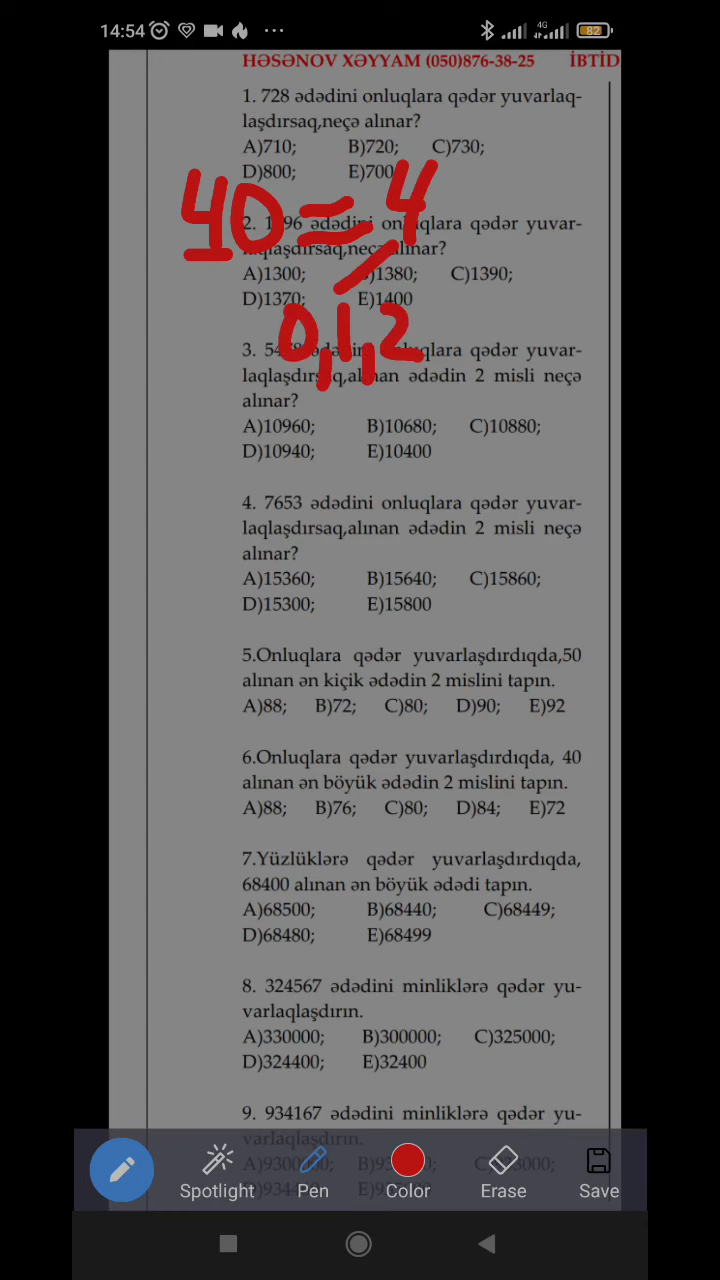 14:54 ··· 4G 82
HƏSƏNOV XƏYYAM (050)876-38-25 İBTİD
1. 728 ədədini onluqlara qədər yuvarlaq-
laşdırsaq,neçə alınar?
A)710; B)720; C)730;
D)800; E)700
40 = 4
2. ədədini onluqlara qədər yuvar-
laqlaşdırsaq,neçə alınar?
A)1300; B)1380; C)1390;
D)1370; E)1400
0,1,2
3. ədədini onluqlara qədər yuvar-
laqlaşdırsaq,alınan ədədin 2 misli neçə
alınar?
A)10960; B)10680; C)10880;
D)10940; E)10400
4. 7653 ədədini onluqlara qədər yuvar-
laqlaşdırsaq,alınan ədədin 2 misli neçə
alınar?
A)15360; B)15640; C)15860;
D)15300; E)15800
5.Onluqlara qədər yuvarlaşdırdıqda,50
alınan ən kiçik ədədin 2 mislini tapın.
A)88; B)72; C)80; D)90; E)92
6.Onluqlara qədər yuvarlaşdırdıqda, 40
alınan ən böyük ədədin 2 mislini tapın.
A)88; B)76; C)80; D)84; E)72
7.Yüzlüklərə qədər yuvarlaşdırdıqda,
68400 alınan ən böyük ədədi tapın.
A)68500; B)68440; C)68449;
D)68480; E)68499
8. 324567 ədədini minliklərə qədər yu-
varlaqlaşdırın.
A)330000; B)300000; C)325000;
D)324400; E)32400
9. 934167 ədədini minliklərə qədər yu-
varlaqlaşdırın.
Spotlight Pen Color Erase Save